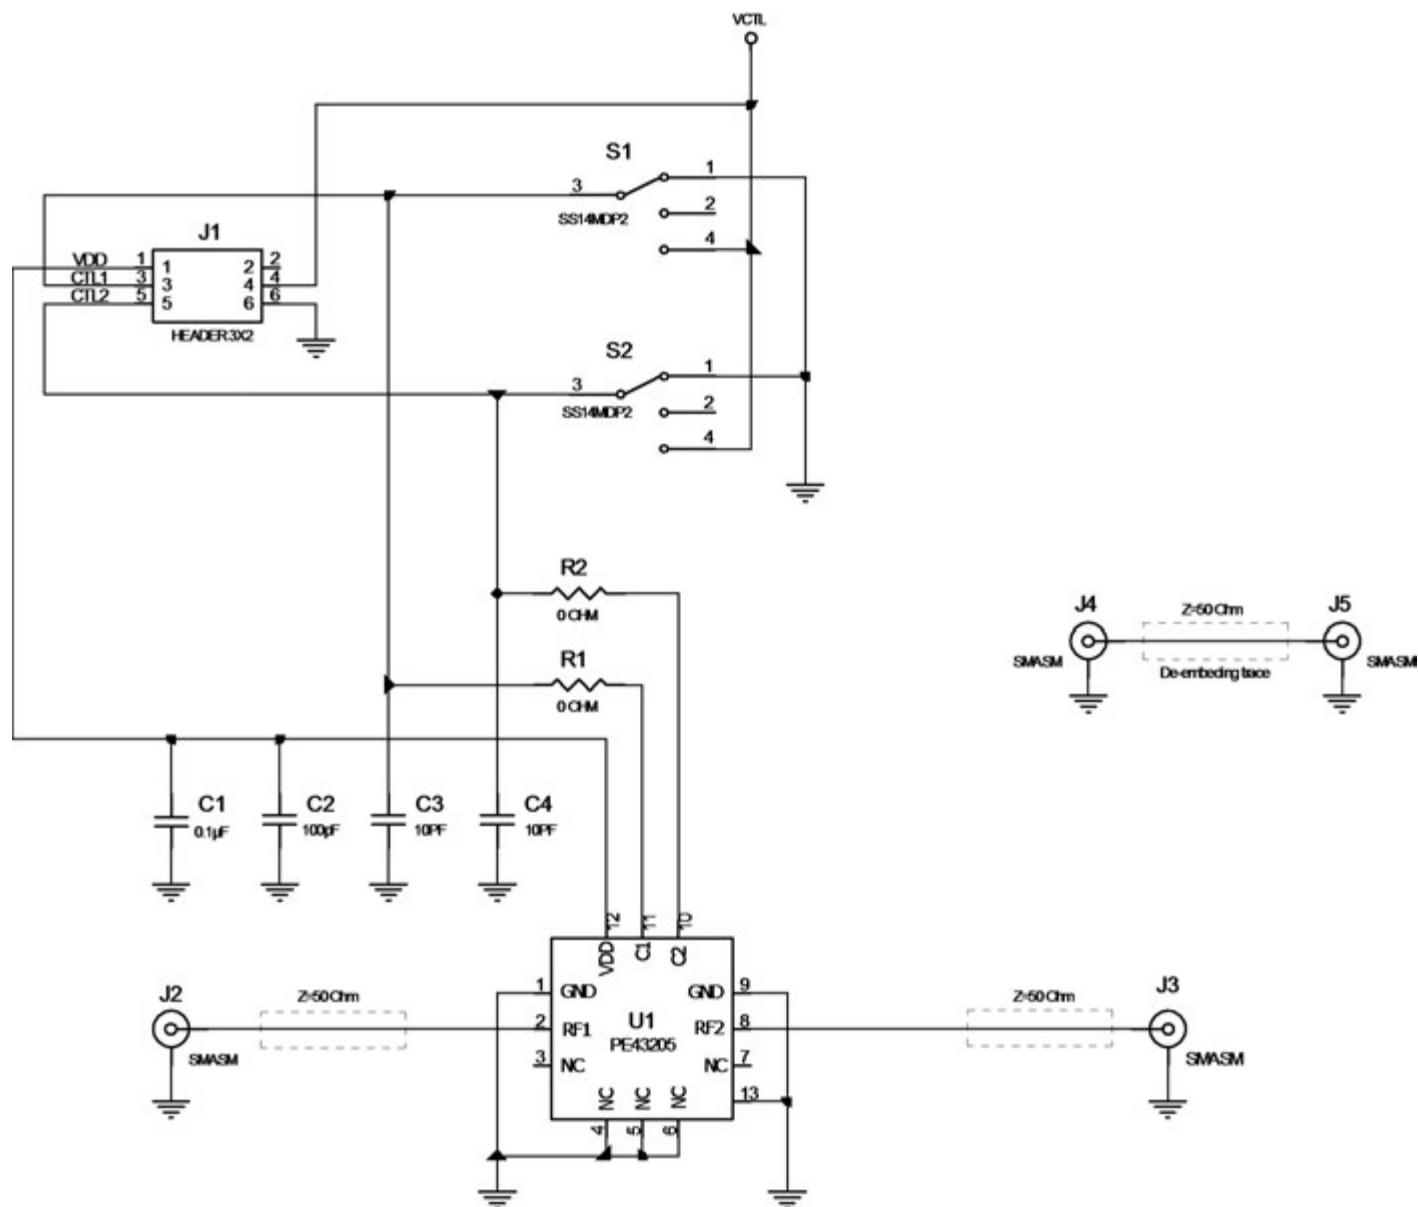 VCTL
S1
3
1
SS14MDP2
2
4
J1
VDD 1 1 2 2
CTL1 3 3 4 4
CTL2 5 5 6 6
HEADER 3X2
S2
3
1
SS14MDP2
2
4
R2
0 OHM
R1
0 OHM
J4
Z=50 Ohm
J5
SMASM
SMASM
De-embeding trace
C1
0.1µF
C2
100pF
C3
10PF
C4
10PF
12
11
10
VDD
C1
C2
1
GND
GND
9
J2
Z=50 Ohm
2
RF1
U1
RF2
8
Z=50 Ohm
J3
PE43205
SMASM
SMASM
3
NC
NC
7
NC
NC
NC
13
4
5
6